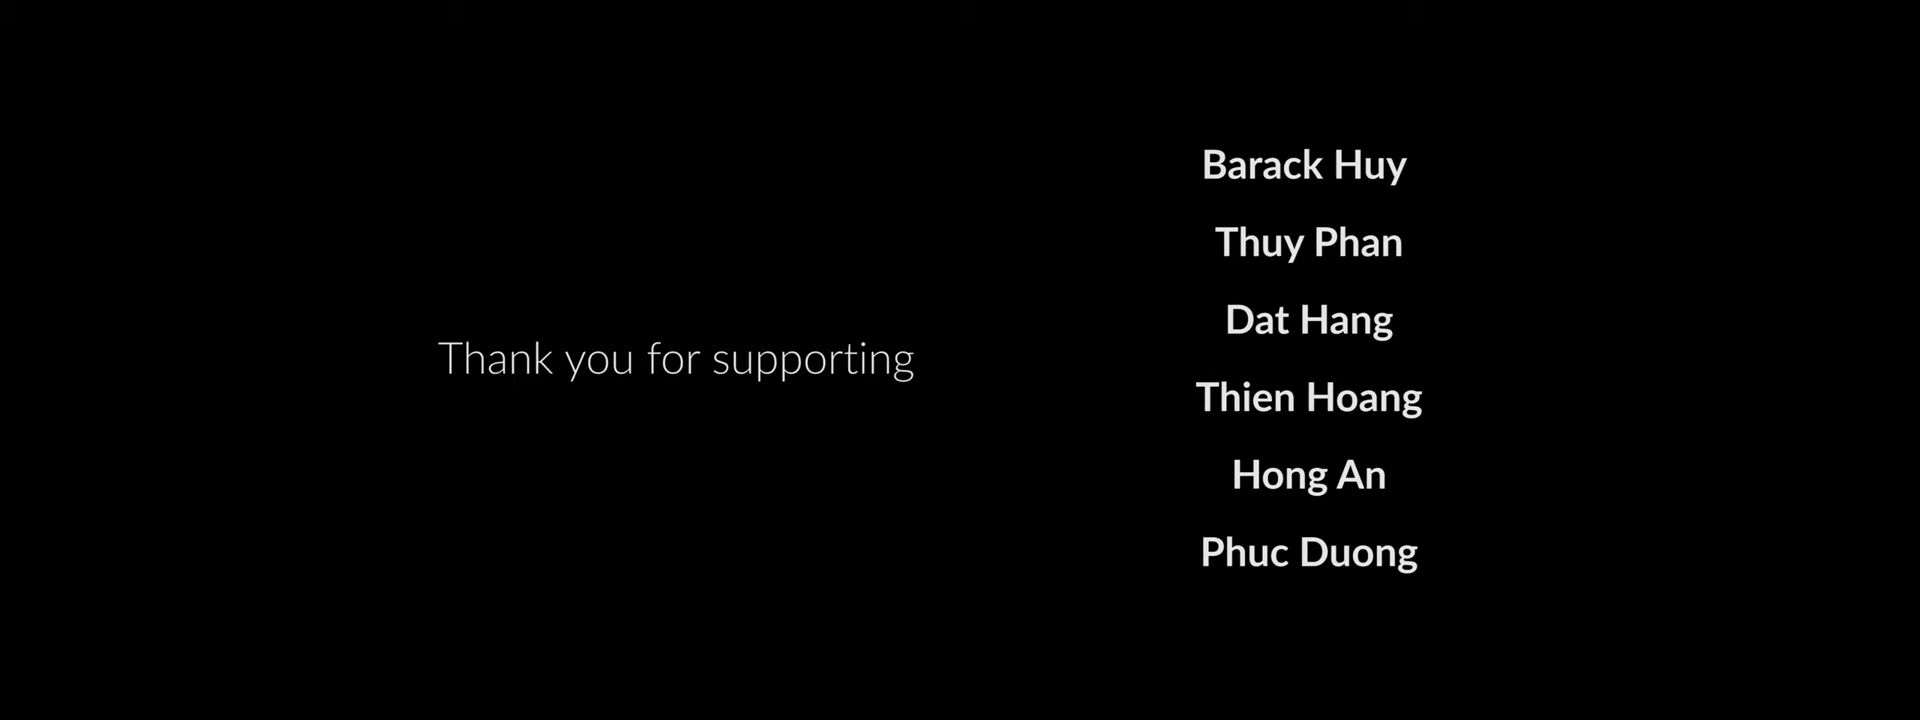 Thank you for supporting
Barack Huy
Thuy Phan
Dat Hang
Thien Hoang
Hong An
Phuc Duong